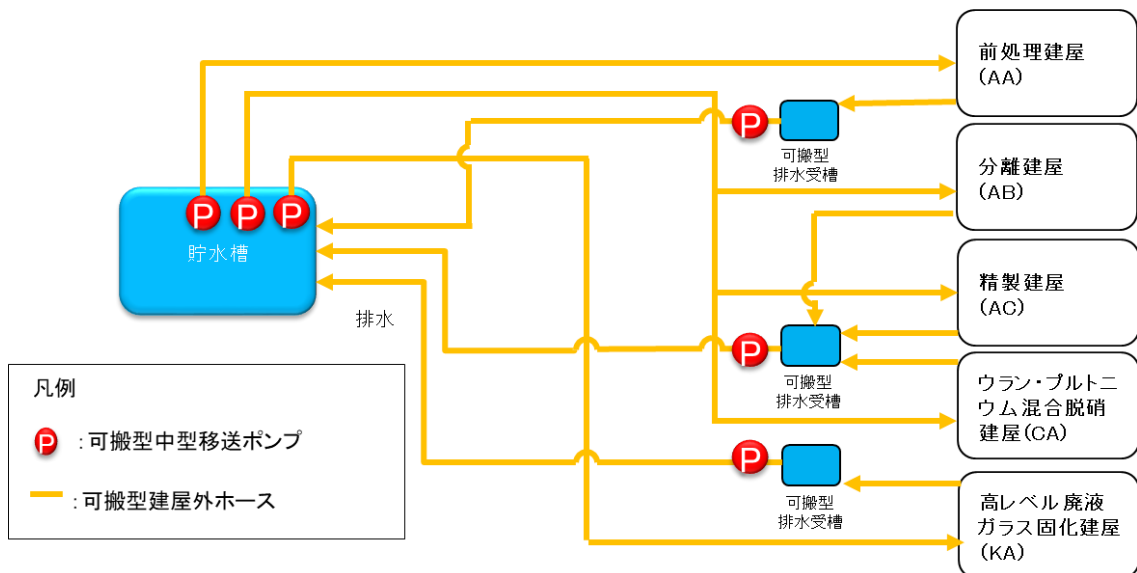 前処理建屋
(AA)
P
可搬型
排水受槽
分離建屋
(AB)
P
P
P
貯水槽
排水
精製建屋
(AC)
P
可搬型
排水受槽
ウラン・プルトニ
ウム混合脱硝
建屋(CA)
凡例
P
:可搬型中型移送ポンプ
:可搬型建屋外ホース
P
可搬型
排水受槽
高レベル廃液
ガラス固化建屋
(KA)